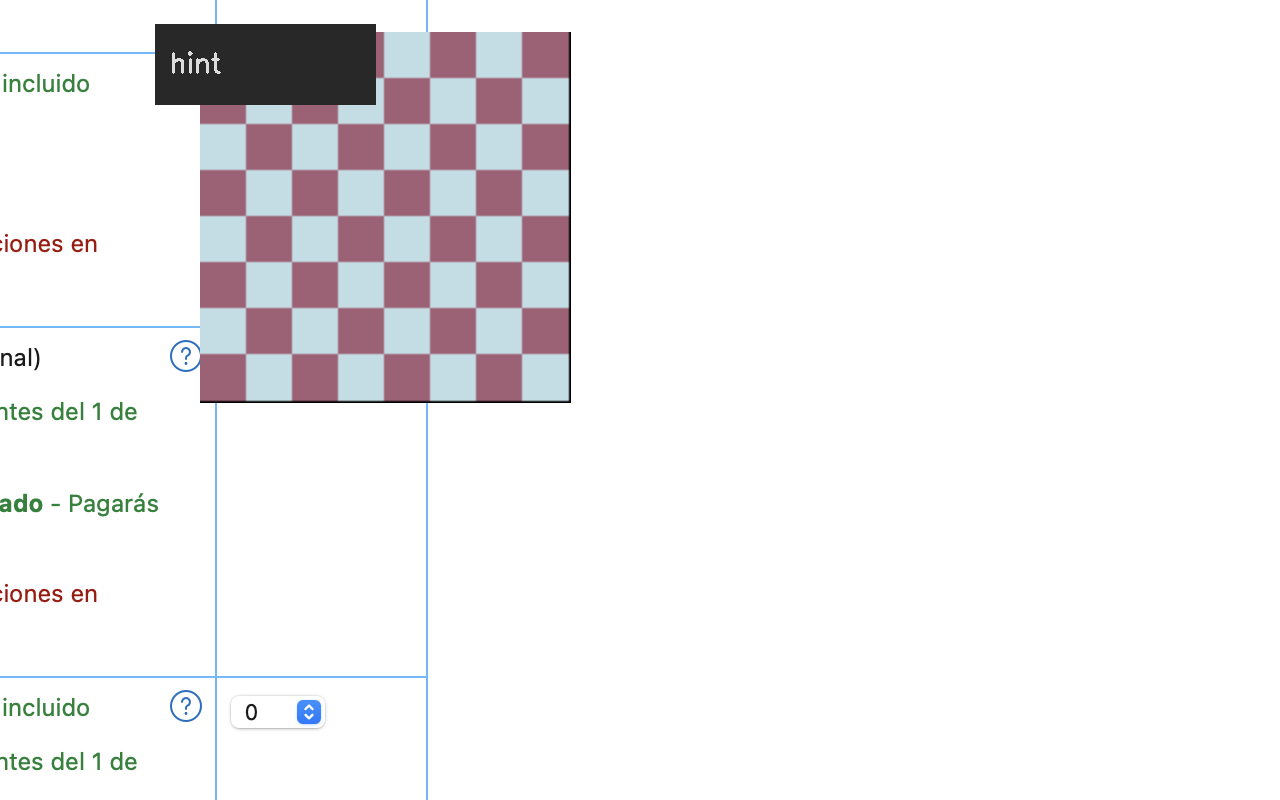 hint
incluido
ciones en
nal)
?
ntes del 1 de
ado - Pagarás
ciones en
incluido
?
0
ntes del 1 de